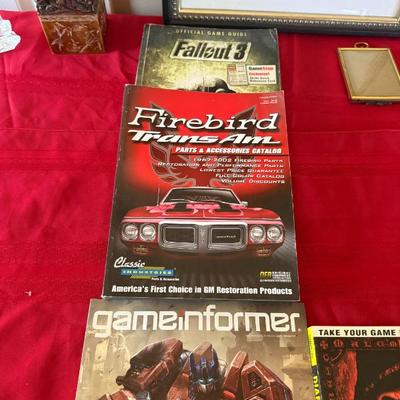 OFFICIAL GAME GUIDE
Fallout 3
GameStop
Firebird
Trans Am
PARTS & ACCESSORIES CATALOG
1967-2002 FIREBIRD PARTS
RESTORATION AND PERFORMANCE PARTS
LOWEST PRICE GUARANTEE
FULL COLOR CATALOG
VOLUME DISCOUNTS
Classic
INDUSTRIES
America's First Choice in GM Restoration Products
gameinformer
TAKE YOUR GAME